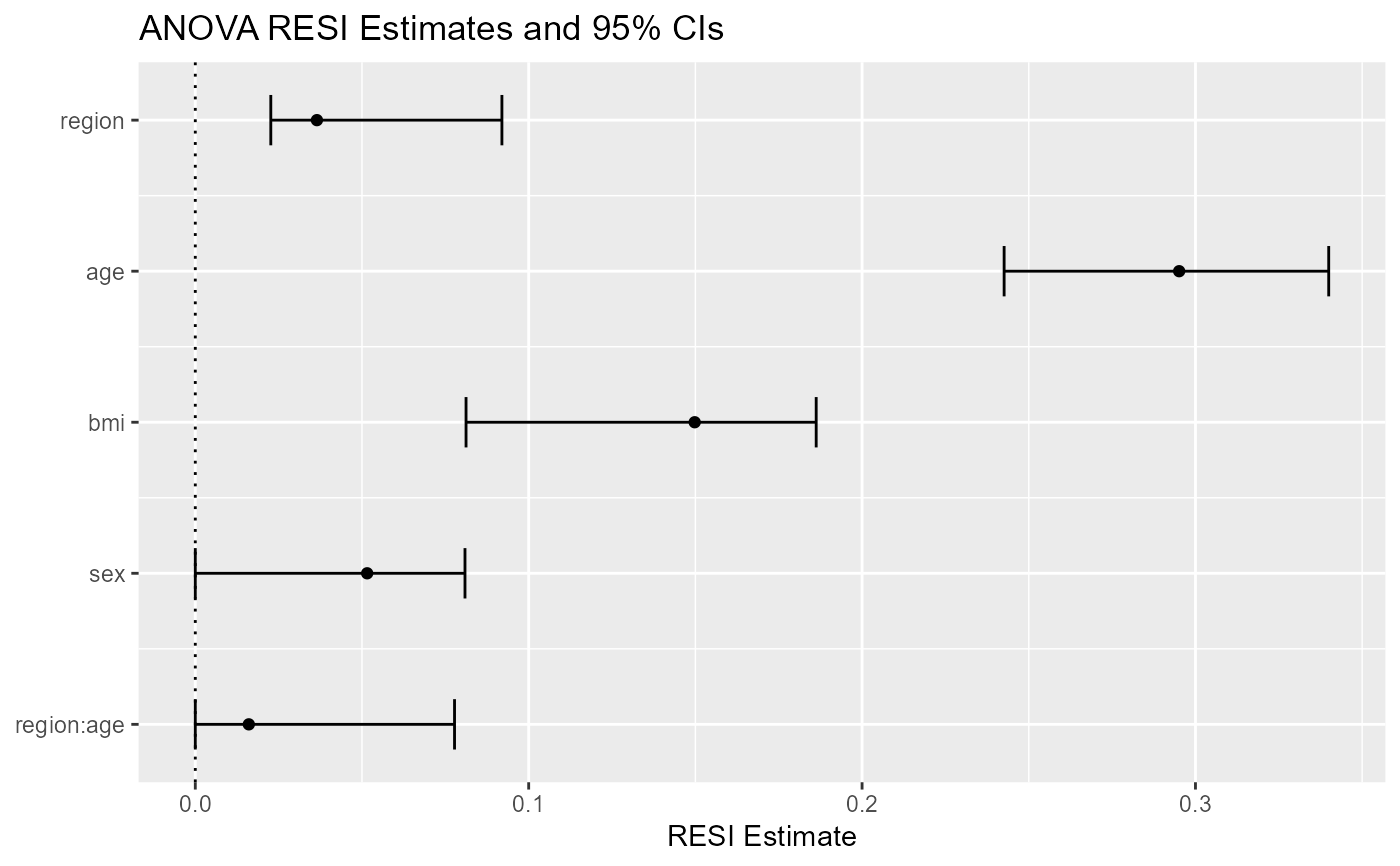 ANOVA RESI Estimates and 95% CIs
region
age
bmi
sex
region:age
0.0 0.1 0.2 0.3
RESI Estimate